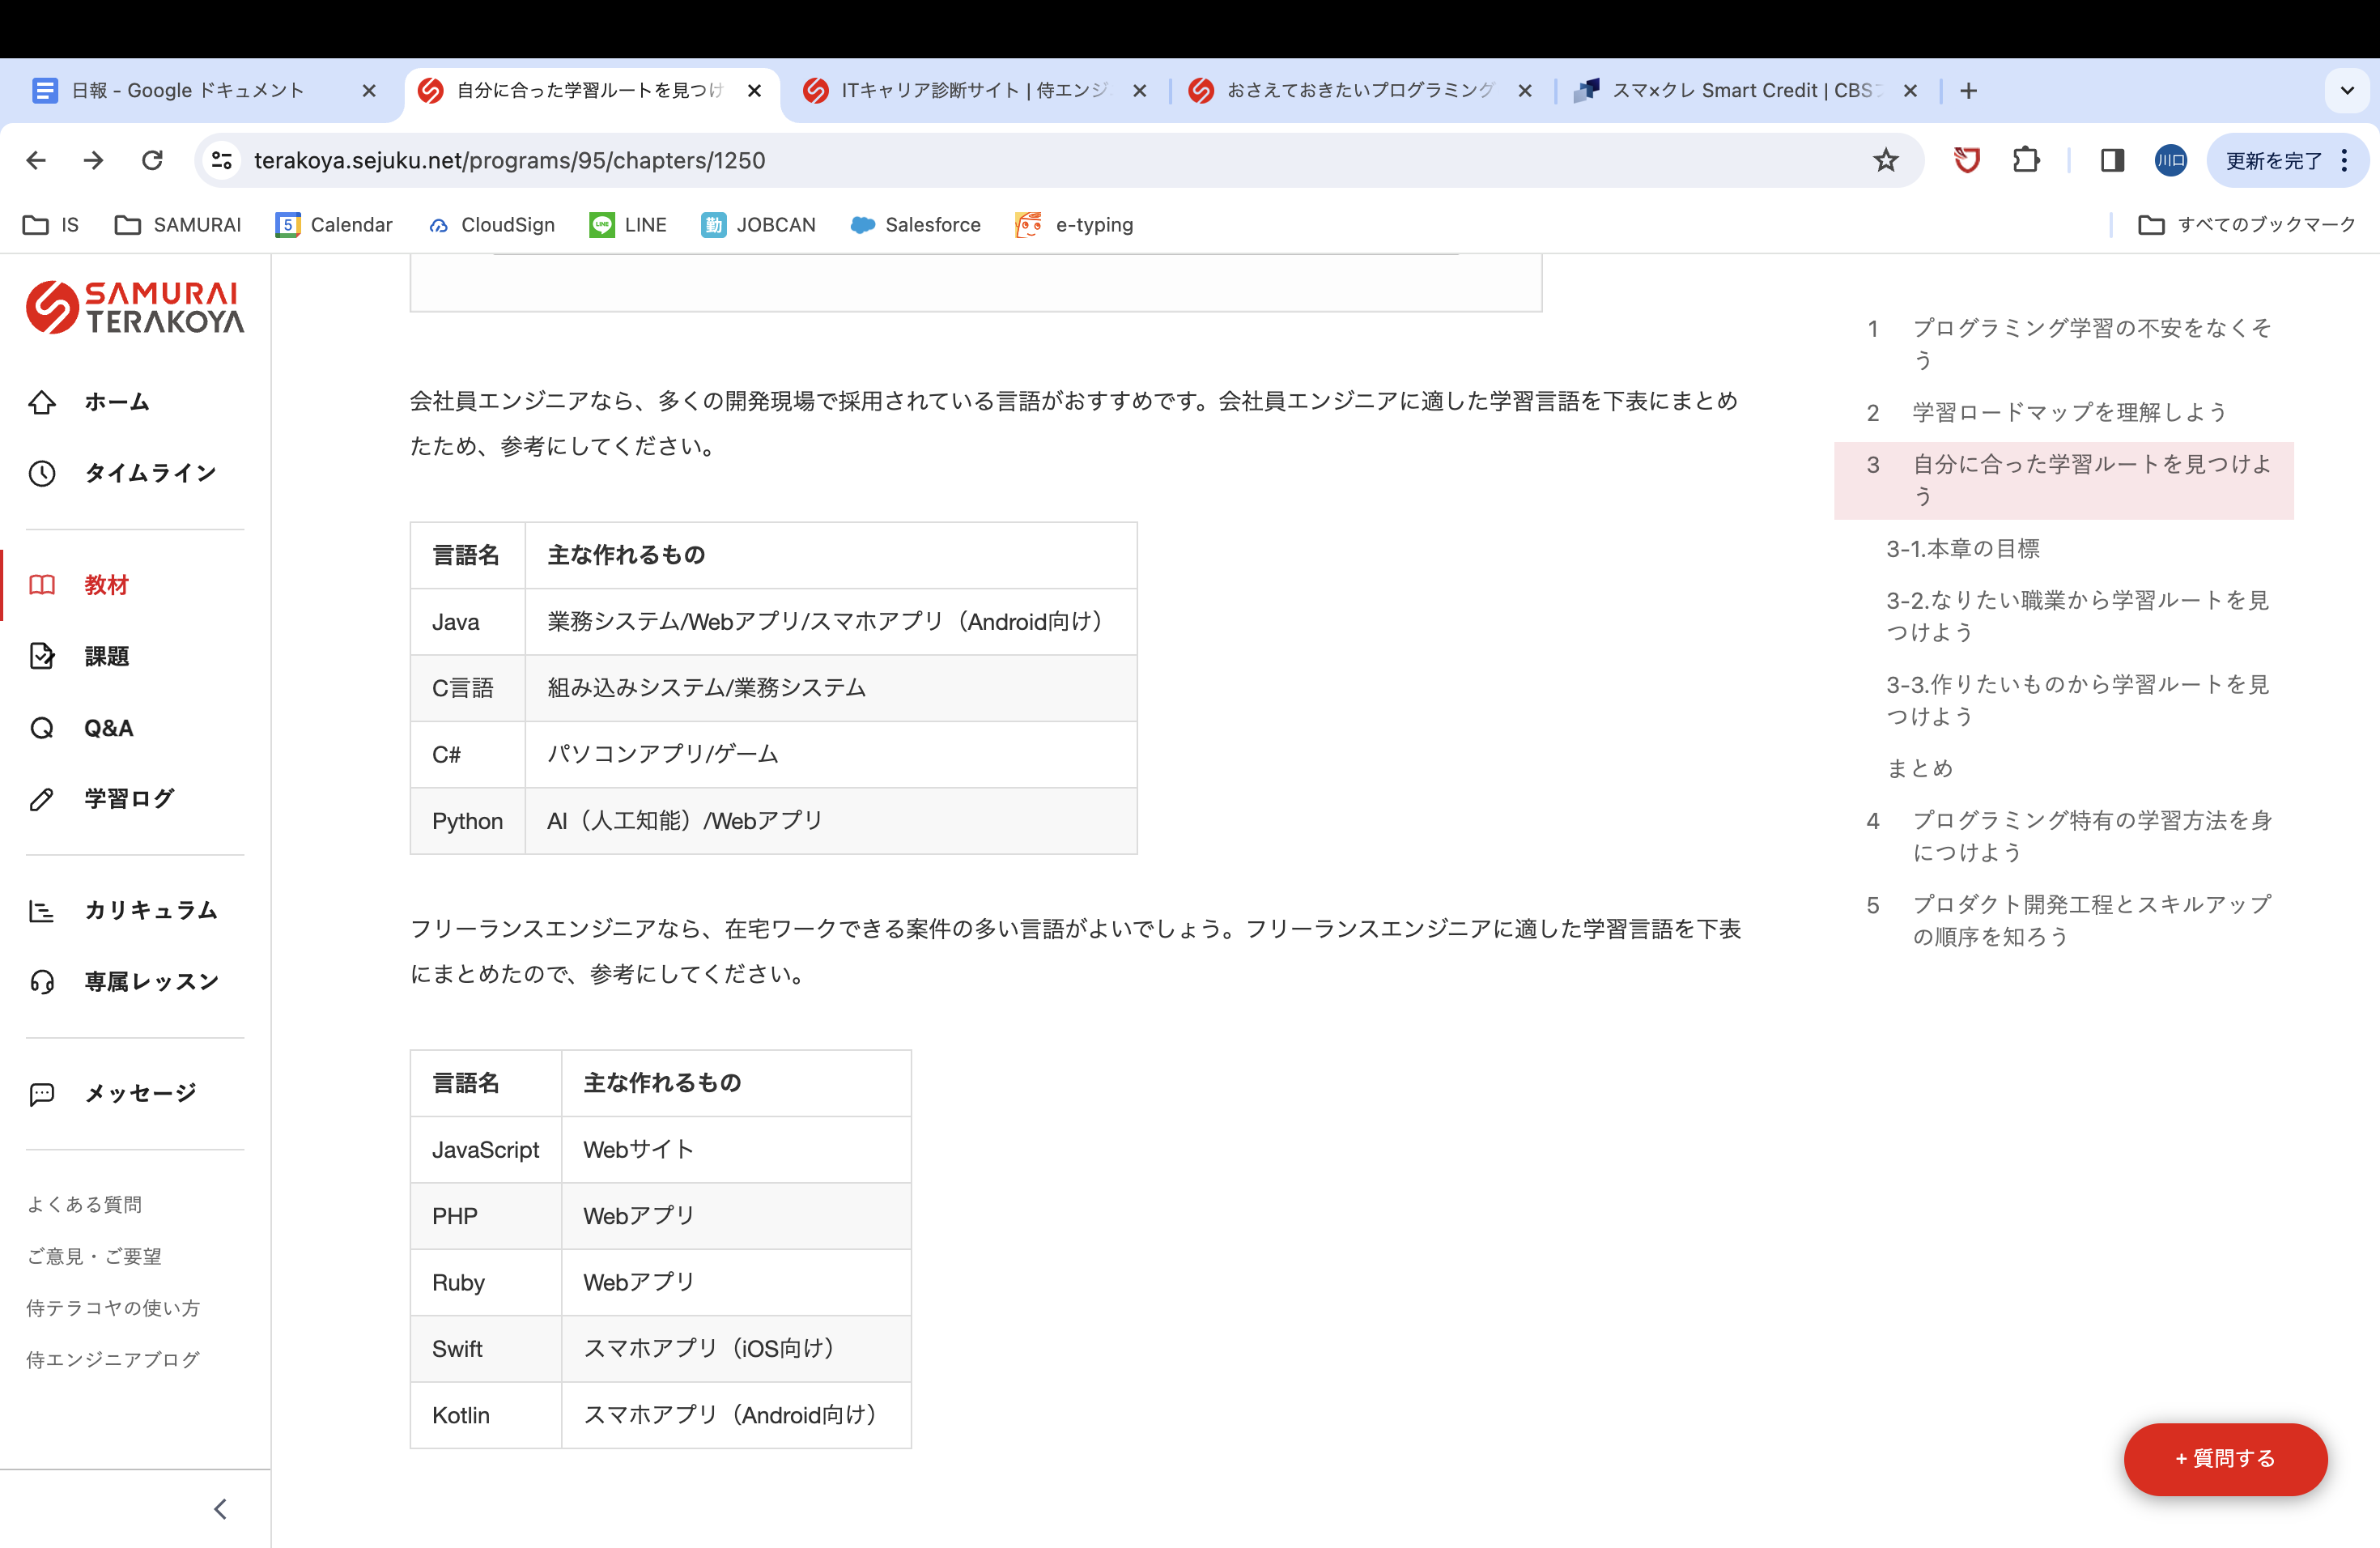 日報 - Google ドキュメント
自分に合った学習ルートを見つけ
ITキャリア診断サイト | 侍エンジ
おさえておきたいプログラミング
スマ×クレ Smart Credit | CBS
terakoya.sejuku.net/programs/95/chapters/1250
川口
更新を完了
IS
SAMURAI
5
Calendar
CloudSign
LINE
LINE
勤
JOBCAN
Salesforce
e-typing
すべてのブックマーク
SAMURAI
TERAKOYA
ホーム
タイムライン
教材
課題
Q&A
学習ログ
カリキュラム
専属レッスン
メッセージ
よくある質問
ご意見・ご要望
侍テラコヤの使い方
侍エンジニアブログ
会社員エンジニアなら、多くの開発現場で採用されている言語がおすすめです。会社員エンジニアに適した学習言語を下表にまとめ
たため、参考にしてください。
言語名 主な作れるもの
Java 業務システム/Webアプリ/スマホアプリ（Android向け）
C言語 組み込みシステム/業務システム
C# パソコンアプリ/ゲーム
Python AI（人工知能）/Webアプリ
フリーランスエンジニアなら、在宅ワークできる案件の多い言語がよいでしょう。フリーランスエンジニアに適した学習言語を下表
にまとめたので、参考にしてください。
言語名 主な作れるもの
JavaScript Webサイト
PHP Webアプリ
Ruby Webアプリ
Swift スマホアプリ（iOS向け）
Kotlin スマホアプリ（Android向け）
1 プログラミング学習の不安をなくそ
う
2 学習ロードマップを理解しよう
3 自分に合った学習ルートを見つけよ
う
3-1.本章の目標
3-2.なりたい職業から学習ルートを見
つけよう
3-3.作りたいものから学習ルートを見
つけよう
まとめ
4 プログラミング特有の学習方法を身
につけよう
5 プロダクト開発工程とスキルアップ
の順序を知ろう
+ 質問する